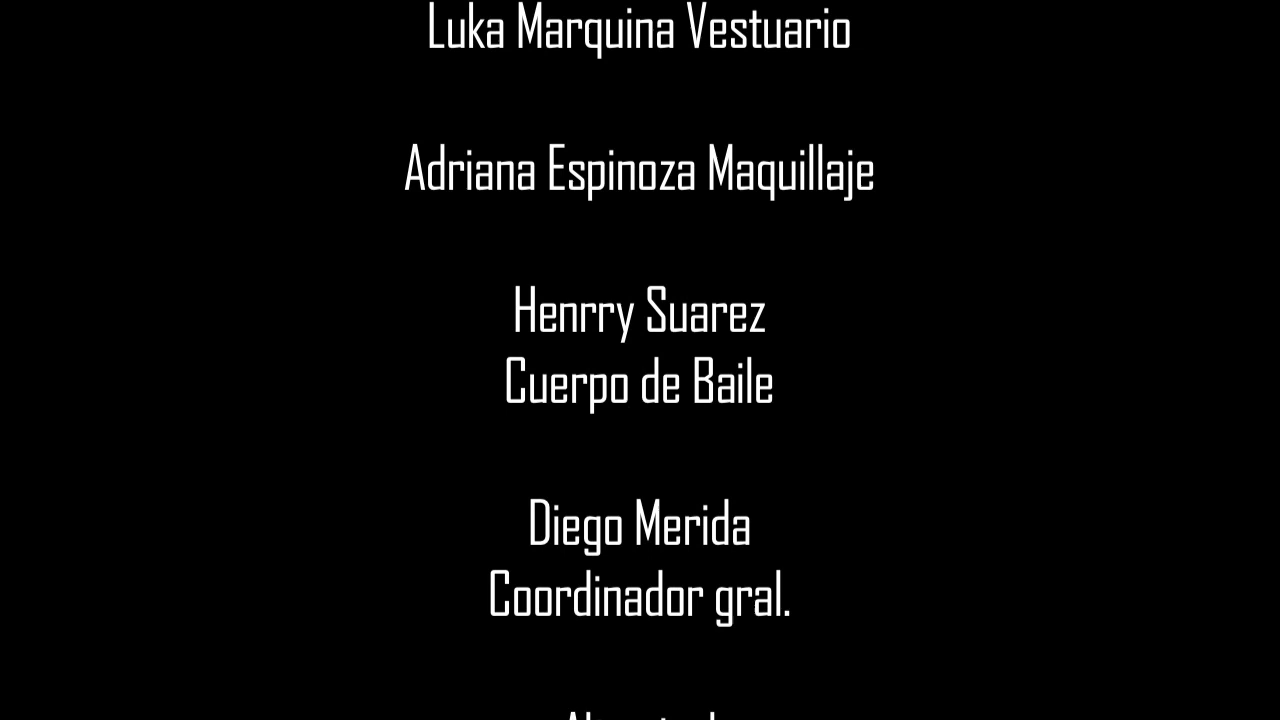 Luka Marquina Vestuario
Adriana Espinoza Maquillaje
Henrry Suarez
Cuerpo de Baile
Diego Merida
Coordinador gral.